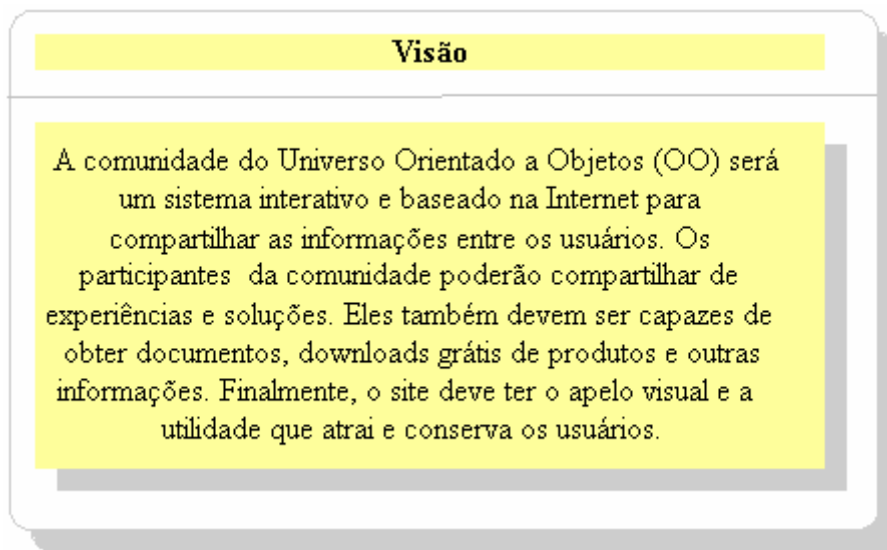 Visão
A comunidade do Universo Orientado a Objetos (OO) será
um sistema interativo e baseado na Internet para
compartilhar as informações entre os usuários. Os
participantes da comunidade poderão compartilhar de
experiências e soluções. Eles também devem ser capazes de
obter documentos, downloads grátis de produtos e outras
informações. Finalmente, o site deve ter o apelo visual e a
utilidade que atrai e conserva os usuários.